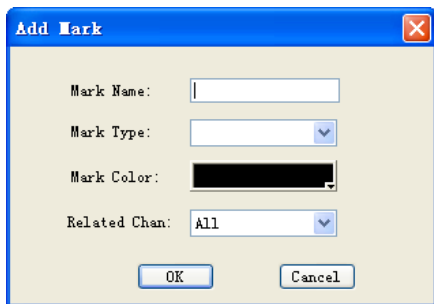 Add Mark
Mark Name:
Mark Type:
Mark Color:
Related Chan: All
OK Cancel